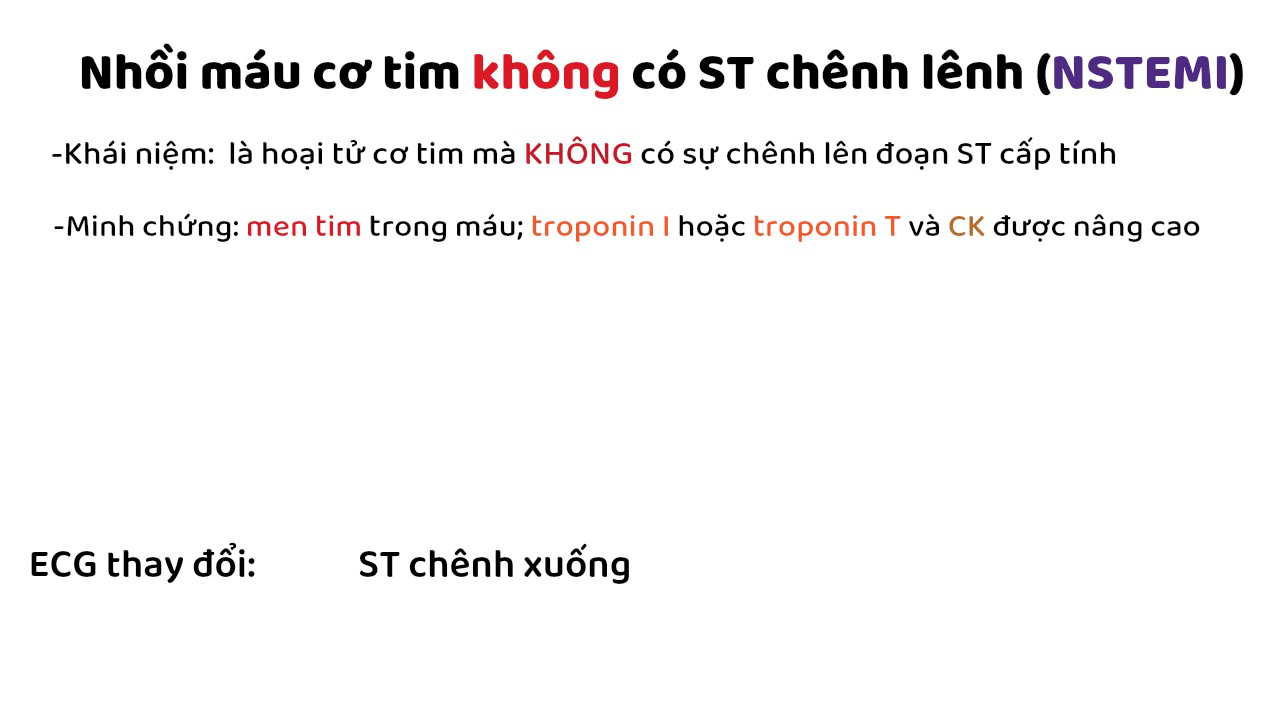 Nhồi máu cơ tim không có ST chênh lênh (NSTEMI)
-Khái niệm: là hoại tử cơ tim mà KHÔNG có sự chênh lên đoạn ST cấp tính
-Minh chứng: men tim trong máu; troponin I hoặc troponin T và CK được nâng cao
ECG thay đổi: ST chênh xuống